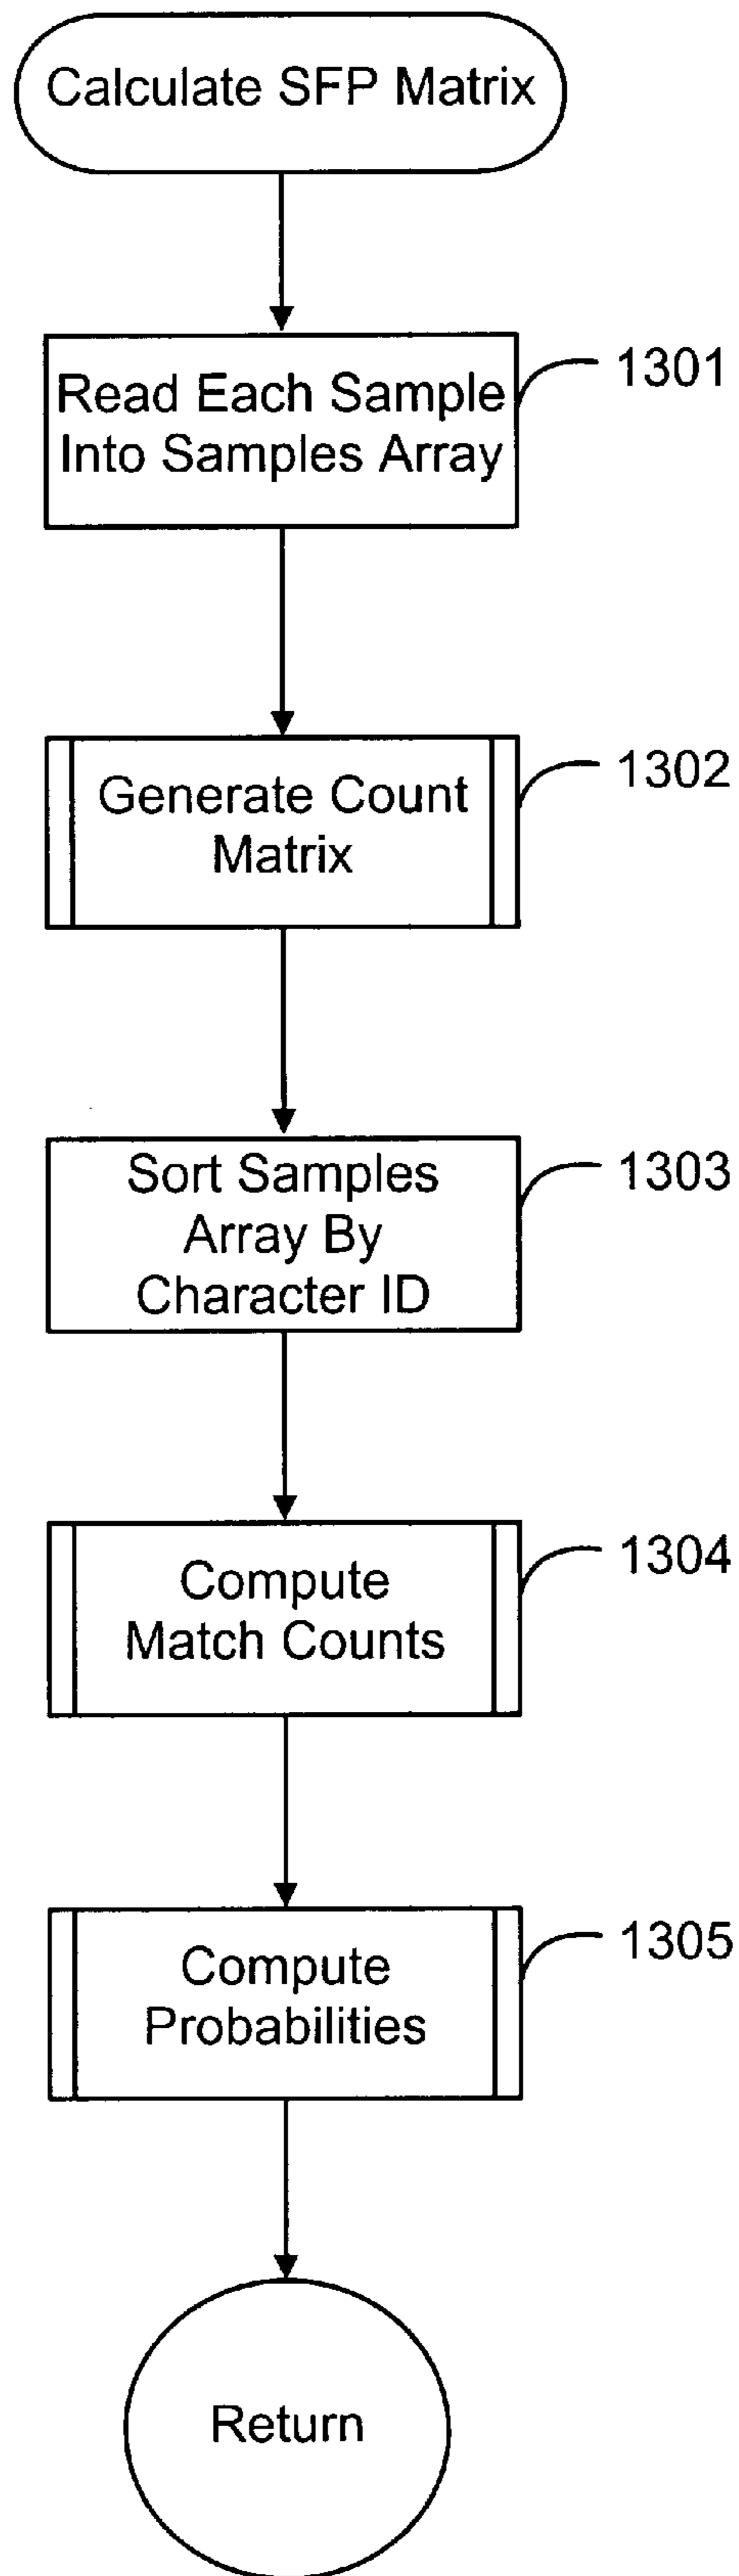 Calculate SFP Matrix
Read Each Sample
Into Samples Array
1301
Generate Count
Matrix
1302
Sort Samples
Array By
Character ID
1303
Compute
Match Counts
1304
Compute
Probabilities
1305
Return